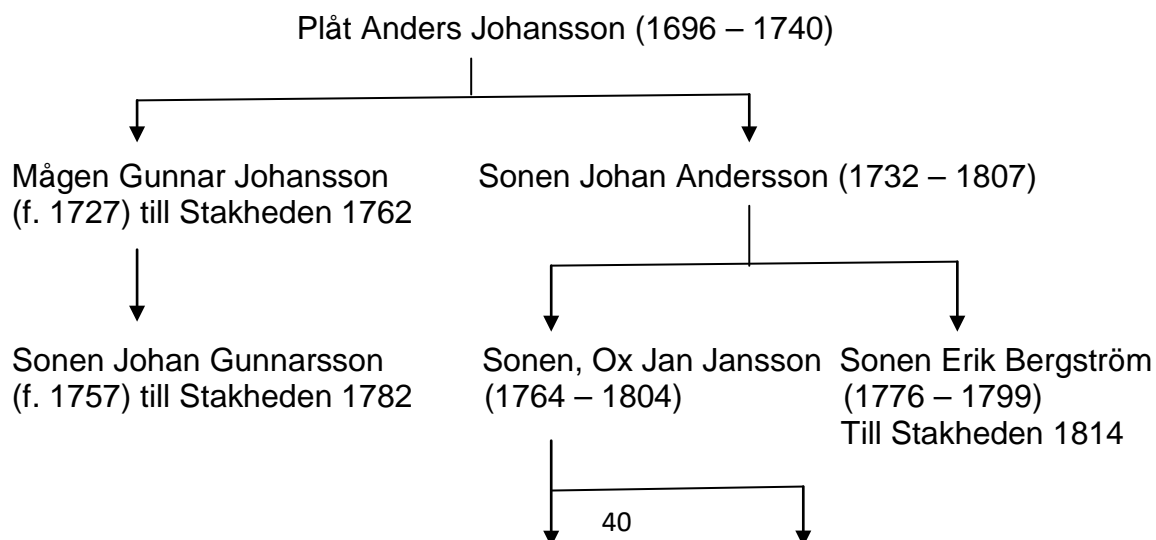 Plåt Anders Johansson (1696 – 1740)
Mågen Gunnar Johansson
(f. 1727) till Stakheden 1762
Sonen Johan Andersson (1732 – 1807)
Sonen Johan Gunnarsson
(f. 1757) till Stakheden 1782
Sonen, Ox Jan Jansson
(1764 – 1804)
Sonen Erik Bergström
(1776 – 1799)
Till Stakheden 1814
40